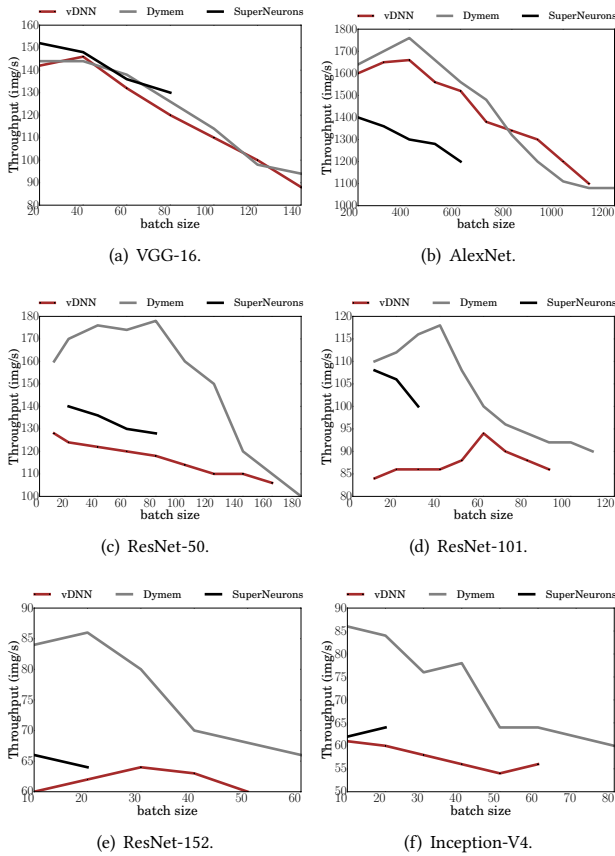 vDNN Dymem SuperNeurons
160
150
140
130
120
110
100
90
80
Throughput (img/s)
20 40 60 80 100 120 140
batch size
(a) VGG-16.
vDNN Dymem SuperNeurons
1800
1700
1600
1500
1400
1300
1200
1100
1000
Throughput (img/s)
200 400 600 800 1000 1200
batch size
(b) AlexNet.
vDNN Dymem SuperNeurons
180
170
160
150
140
130
120
110
100
Throughput (img/s)
0 20 40 60 80 100 120 140 160 180
batch size
(c) ResNet-50.
vDNN Dymem SuperNeurons
120
115
110
105
100
95
90
85
80
Throughput (img/s)
0 20 40 60 80 100 120
batch size
(d) ResNet-101.
vDNN Dymem SuperNeurons
90
85
80
75
70
65
60
Throughput (img/s)
10 20 30 40 50 60
batch size
(e) ResNet-152.
vDNN Dymem SuperNeurons
90
85
80
75
70
65
60
55
50
Throughput (img/s)
10 20 30 40 50 60 70 80
batch size
(f) Inception-V4.